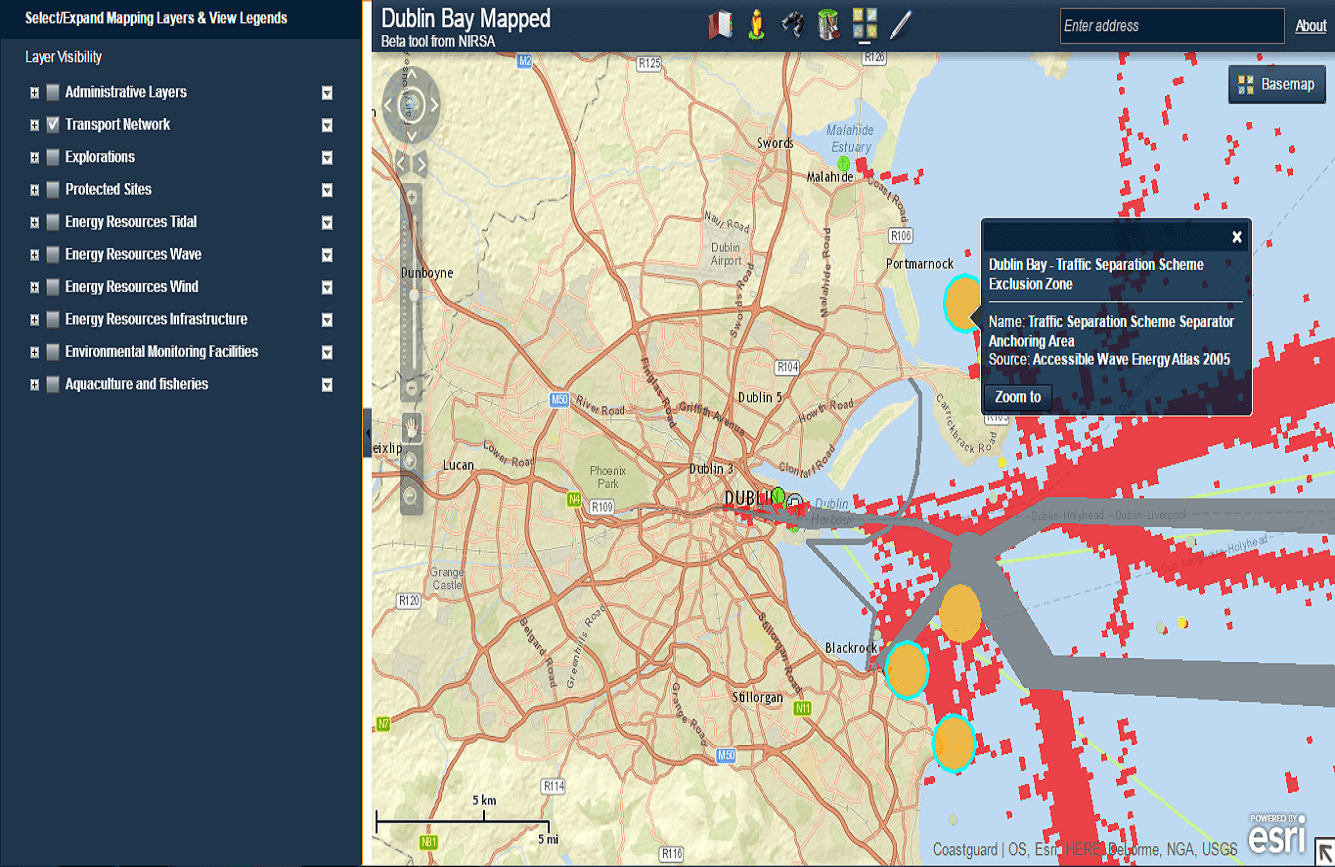 Select/Expand Mapping Layers & View Legends
Layer Visibility
Administrative Layers
Transport Network
Explorations
Protected Sites
Energy Resources Tidal
Energy Resources Wave
Energy Resources Wind
Energy Resources Infrastructure
Environmental Monitoring Facilities
Aquaculture and fisheries
Dublin Bay Mapped
Beta tool from NIRSA
Enter address
About
Basemap
M2
R125
R126
Malahide
Estuary
Swords
Malahide
Coast Road
Naul Road
R106
Dublin
Airport
Portmarnock
Malahide Road
Swords Road
Dunboyne
Dublin Bay - Traffic Separation Scheme
Exclusion Zone
Name: Traffic Separation Scheme Separator
Anchoring Area
Source: Accessible Wave Energy Atlas 2005
Zoom to
R104
Finglas Road
M50
River Road
Griffith Avenue
Dublin 5
Howth Road
Carrickbrack Road
R105
eixlip
Lucan
Lower Road
Clontarf Road
Dublin 3
Phoenix
Park
N4
R109
DUBLIN
Dublin
Harbour
Dublin-Holyhead
Dublin-Liverpool
Dun Laoghaire-Holyhead
Grange
Castle
R120
Belgard Road
Greenhills Road
Stillorgan Road
Blackrock
Stillorgan
N11
Grange Road
N7
M50
R114
5 km
5 mi
N81
R116
Coastguard | OS, Esri, HERE, DeLorme, NGA, USGS
POWERED BY
esri